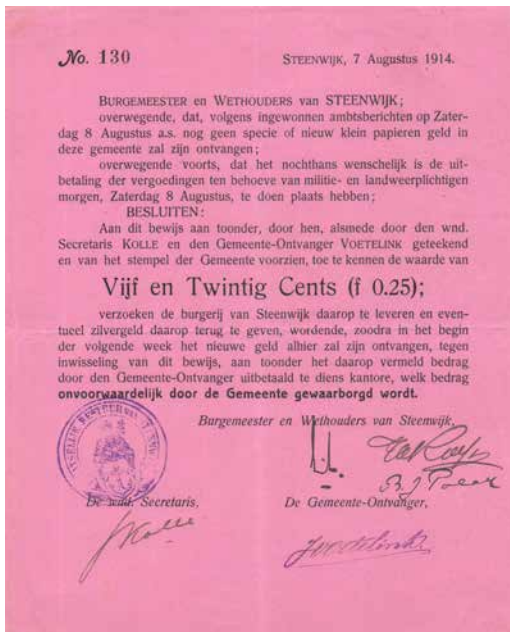 No. 130
STEENWIJK, 7 Augustus 1914.
BURGEMEESTER en WETHOUDERS van STEENWIJK;
overwegende, dat, volgens ingewonnen ambtsberichten op Zater-
dag 8 Augustus a.s. nog geen specie of nieuw klein papieren geld in
deze gemeente zal zijn ontvangen;
overwegende voorts, dat het nochthans wenschelijk is de uit-
betaling der vergoedingen ten behoeve van militie- en landweerplichtigen
morgen, Zaterdag 8 Augustus, te doen plaats hebben;
BESLUITEN:
Aan dit bewijs aan toonder, door hen, alsmede door den wnd.
Secretaris KOLLE en den Gemeente-Ontvanger VOETELINK geteekend
en van het stempel der Gemeente voorzien, toe te kennen de waarde van
Vijf en Twintig Cents (f 0.25);
verzoeken de burgerij van Steenwijk daarop te leveren en even-
tueel zilvergeld daarop terug te geven, wordende, zoodra in het begin
der volgende week het nieuwe geld alhier zal zijn ontvangen, tegen
inwisseling van dit bewijs, aan toonder het daarop vermeld bedrag
door den Gemeente-Ontvanger uitbetaald te diens kantore, welk bedrag
onvoorwaardelijk door de Gemeente gewaarborgd wordt.
Burgemeester en Wethouders van Steenwijk,
De wnd. Secretaris,
De Gemeente-Ontvanger,
Kolle
Voetelink